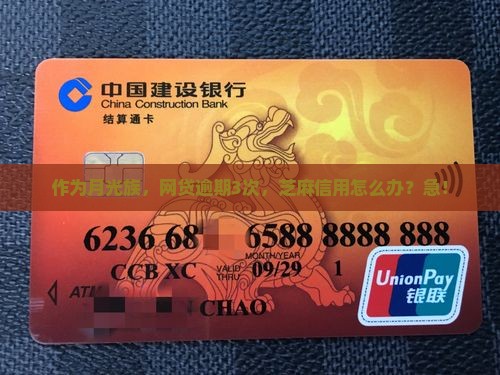 中国建设银行
China Construction Bank
结算通卡
作为月光族，网贷逾期3次，芝麻信用怎么办？急！
6236 68 6588 8888 888
MONTH/YEAR
CCB XC VALID THRU 09/29 1
ATM
CHAO
UnionPay
银联